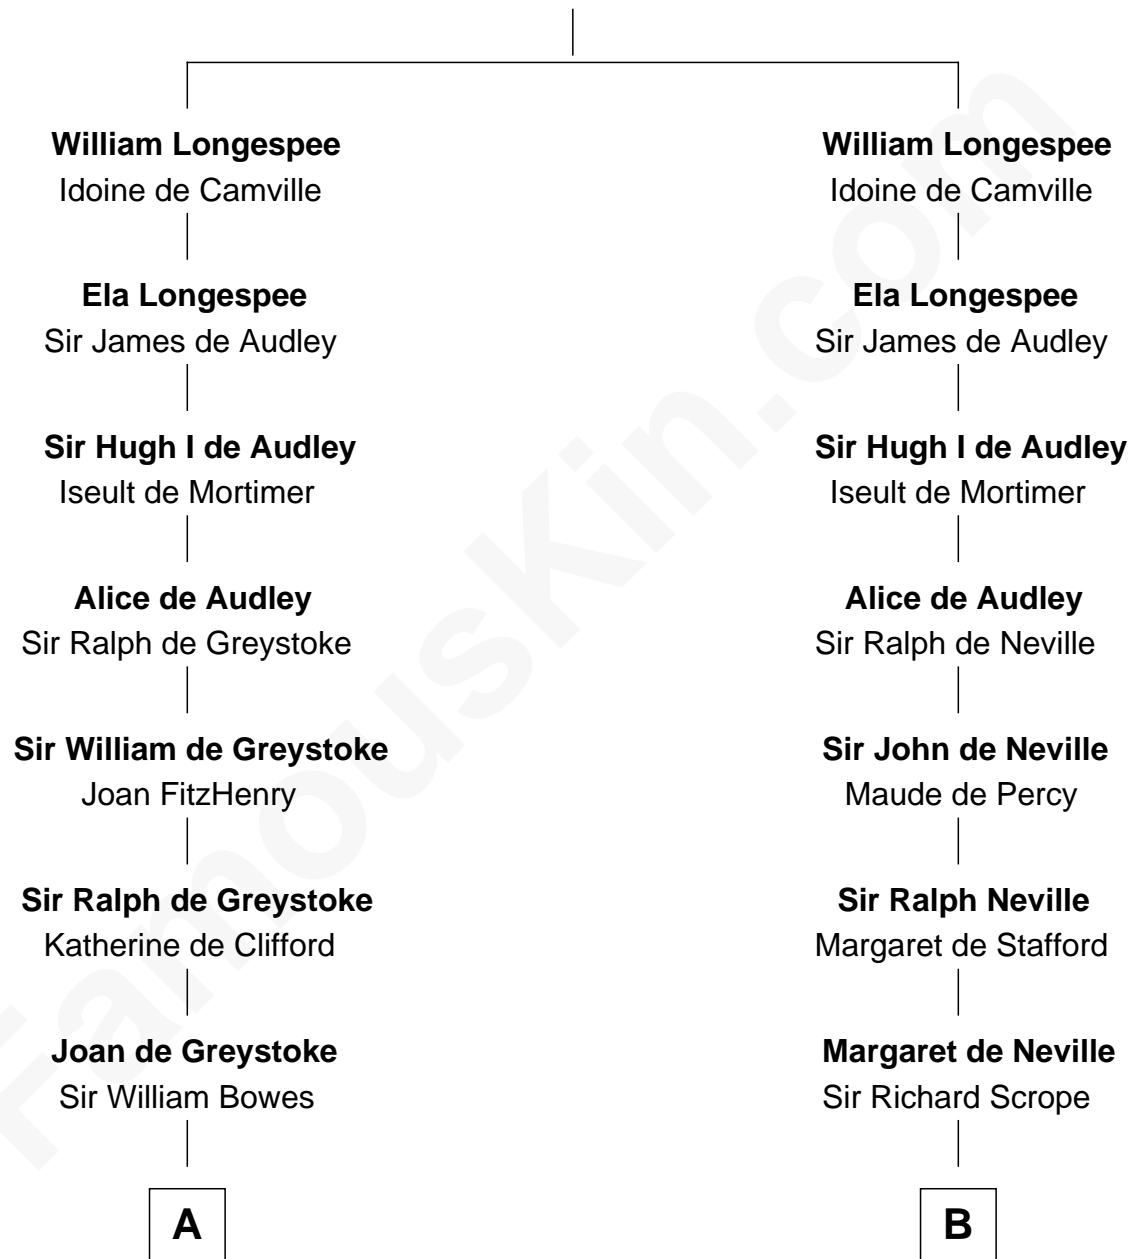 William Longespee
Idoine de Camville
Ela Longespee
Sir James de Audley
Sir Hugh I de Audley
Iseult de Mortimer
Alice de Audley
Sir Ralph de Greystoke
Sir William de Greystoke
Joan FitzHenry
Sir Ralph de Greystoke
Katherine de Clifford
Joan de Greystoke
Sir William Bowes
A
William Longespee
Idoine de Camville
Ela Longespee
Sir James de Audley
Sir Hugh I de Audley
Iseult de Mortimer
Alice de Audley
Sir Ralph de Neville
Sir John de Neville
Maude de Percy
Sir Ralph Neville
Margaret de Stafford
Margaret de Neville
Sir Richard Scrope
B
FamousKin.com